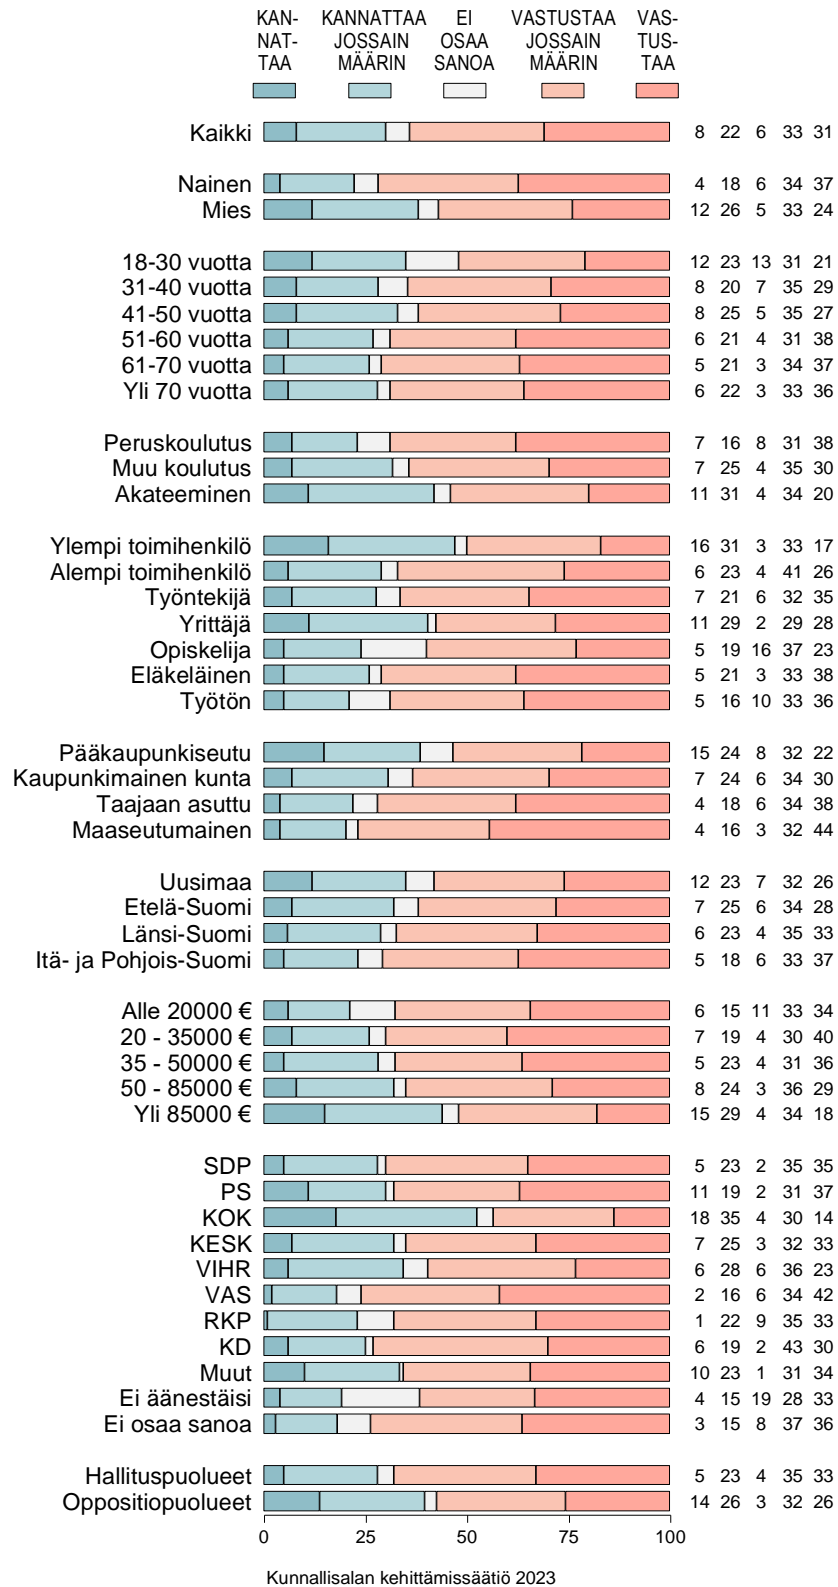 KAN- KANNATTAA EI VASTUSTAA VAS-
NAT- JOSSAIN OSAA JOSSAIN TUS-
TAA MÄÄRIN SANOA MÄÄRIN TAA
Kaikki 8 22 6 33 31
Nainen 4 18 6 34 37
Mies 12 26 5 33 24
18-30 vuotta 12 23 13 31 21
31-40 vuotta 8 20 7 35 29
41-50 vuotta 8 25 5 35 27
51-60 vuotta 6 21 4 31 38
61-70 vuotta 5 21 3 34 37
Yli 70 vuotta 6 22 3 33 36
Peruskoulutus 7 16 8 31 38
Muu koulutus 7 25 4 35 30
Akateeminen 11 31 4 34 20
Ylempi toimihenkilö 16 31 3 33 17
Alempi toimihenkilö 6 23 4 41 26
Työntekijä 7 21 6 32 35
Yrittäjä 11 29 2 29 28
Opiskelija 5 19 16 37 23
Eläkeläinen 5 21 3 33 38
Työtön 5 16 10 33 36
Pääkaupunkiseutu 15 24 8 32 22
Kaupunkimainen kunta 7 24 6 34 30
Taajaan asuttu 4 18 6 34 38
Maaseutumainen 4 16 3 32 44
Uusimaa 12 23 7 32 26
Etelä-Suomi 7 25 6 34 28
Länsi-Suomi 6 23 4 35 33
Itä- ja Pohjois-Suomi 5 18 6 33 37
Alle 20000 € 6 15 11 33 34
20 - 35000 € 7 19 4 30 40
35 - 50000 € 5 23 4 31 36
50 - 85000 € 8 24 3 36 29
Yli 85000 € 15 29 4 34 18
SDP 5 23 2 35 35
PS 11 19 2 31 37
KOK 18 35 4 30 14
KESK 7 25 3 32 33
VIHR 6 28 6 36 23
VAS 2 16 6 34 42
RKP 1 22 9 35 33
KD 6 19 2 43 30
Muut 10 23 1 31 34
Ei äänestäisi 4 15 19 28 33
Ei osaa sanoa 3 15 8 37 36
Hallituspuolueet 5 23 4 35 33
Oppositiopuolueet 14 26 3 32 26
0 25 50 75 100
Kunnallisalan kehittämissäätiö 2023